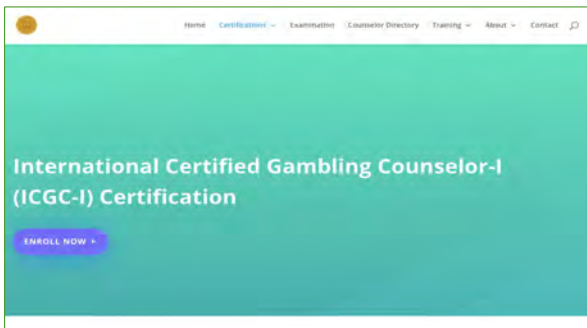 Home Certifications Examination Counselor Directory Training About Contact
International Certified Gambling Counselor-I
(ICGC-I) Certification
ENROLL NOW +